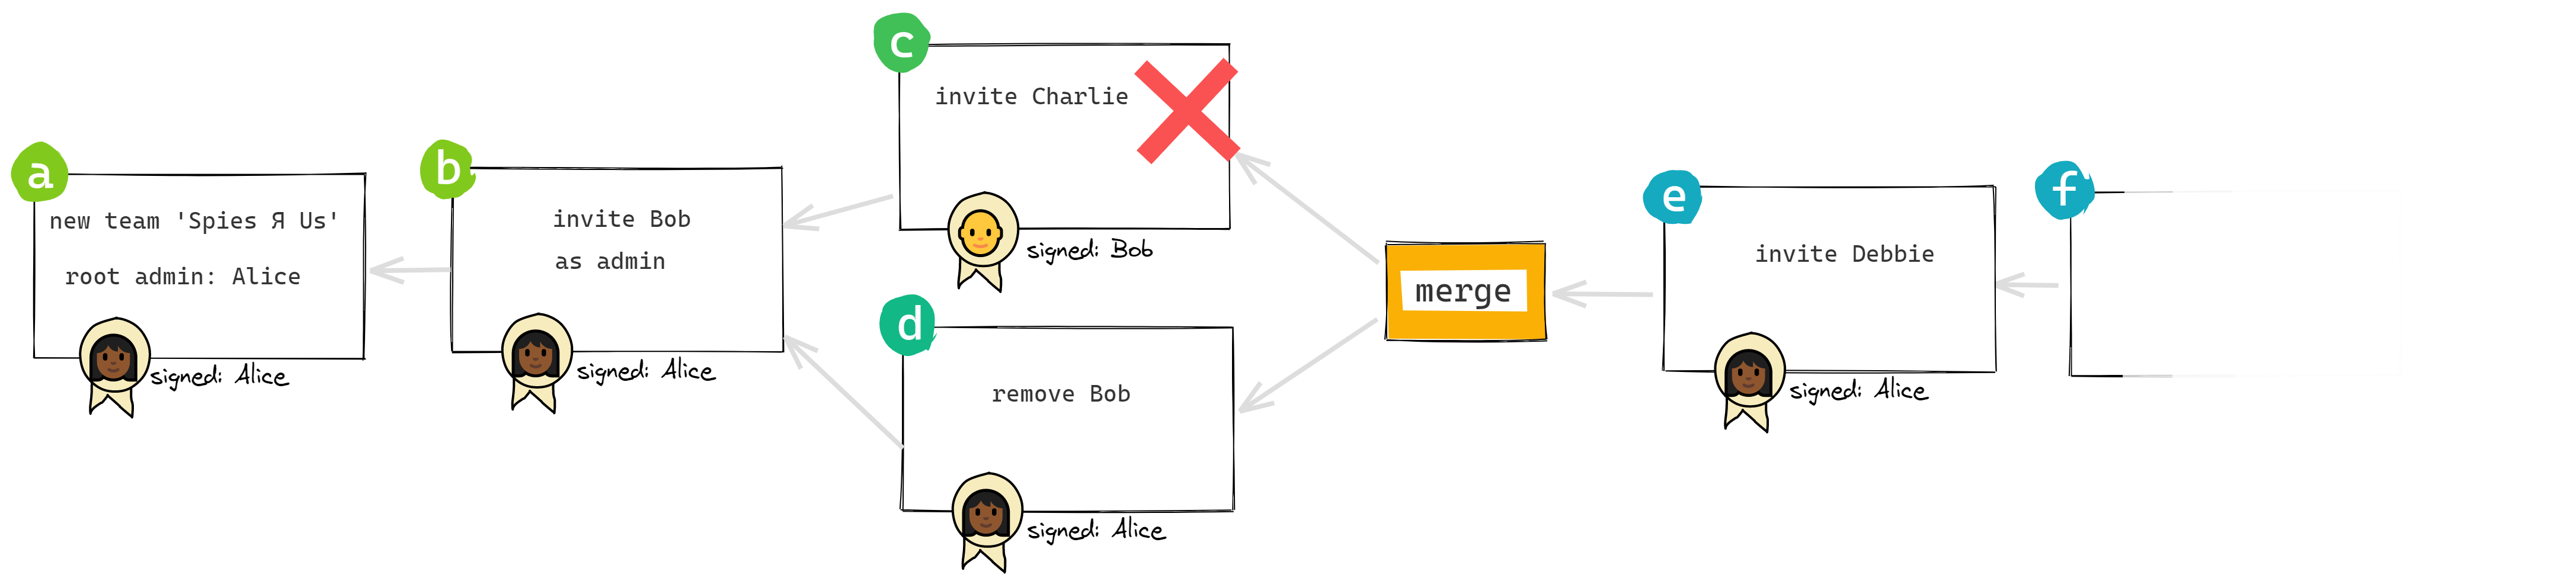 a
new team 'Spies Я Us'
root admin: Alice
signed: Alice
b
invite Bob
as admin
signed: Alice
c
invite Charlie
signed: Bob
d
remove Bob
signed: Alice
merge
e
invite Debbie
signed: Alice
f